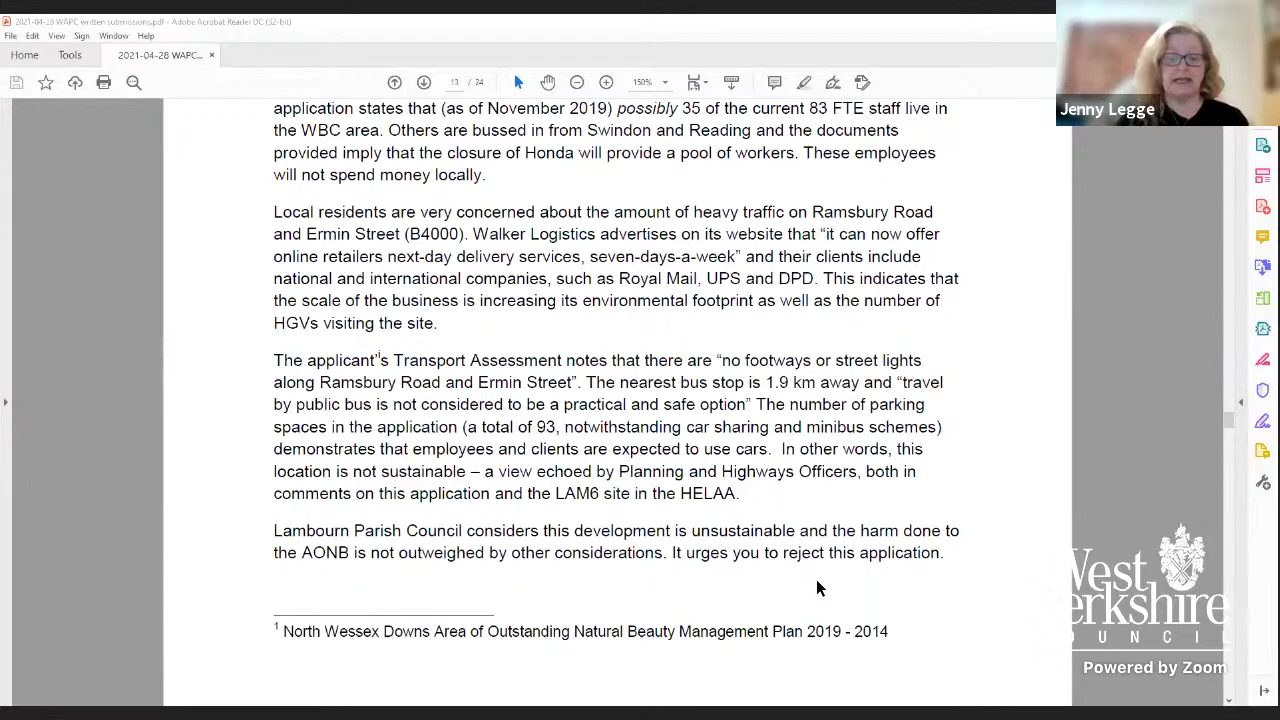 2021-04-28 WAPC written submissions.pdf - Adobe Acrobat Reader DC (32-bit)
File Edit View Sign Window Help
Home Tools 2021-04-28 WAPC... ×
13 / 24 150%
Jenny Legge
application states that (as of November 2019) possibly 35 of the current 83 FTE staff live in
the WBC area. Others are bussed in from Swindon and Reading and the documents
provided imply that the closure of Honda will provide a pool of workers. These employees
will not spend money locally.
Local residents are very concerned about the amount of heavy traffic on Ramsbury Road
and Ermin Street (B4000). Walker Logistics advertises on its website that “it can now offer
online retailers next-day delivery services, seven-days-a-week” and their clients include
national and international companies, such as Royal Mail, UPS and DPD. This indicates that
the scale of the business is increasing its environmental footprint as well as the number of
HGVs visiting the site.
The applicant’ⁱs Transport Assessment notes that there are “no footways or street lights
along Ramsbury Road and Ermin Street”. The nearest bus stop is 1.9 km away and “travel
by public bus is not considered to be a practical and safe option” The number of parking
spaces in the application (a total of 93, notwithstanding car sharing and minibus schemes)
demonstrates that employees and clients are expected to use cars. In other words, this
location is not sustainable – a view echoed by Planning and Highways Officers, both in
comments on this application and the LAM6 site in the HELAA.
Lambourn Parish Council considers this development is unsustainable and the harm done to
the AONB is not outweighed by other considerations. It urges you to reject this application.
¹ North Wessex Downs Area of Outstanding Natural Beauty Management Plan 2019 - 2014
West
Berkshire
COUNCIL
Powered by Zoom